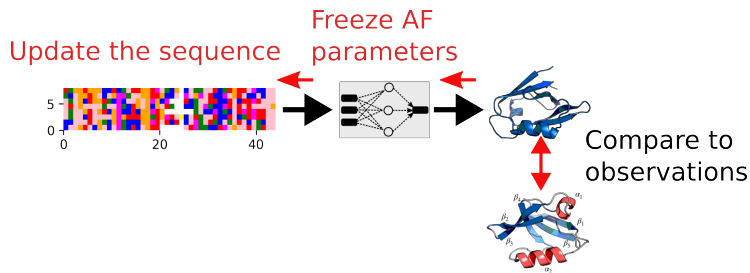 Freeze AF
parameters
Update the sequence
5
0
0
20
40
Compare to
observations
β4
α1
β2
β1
β3
β5
α2